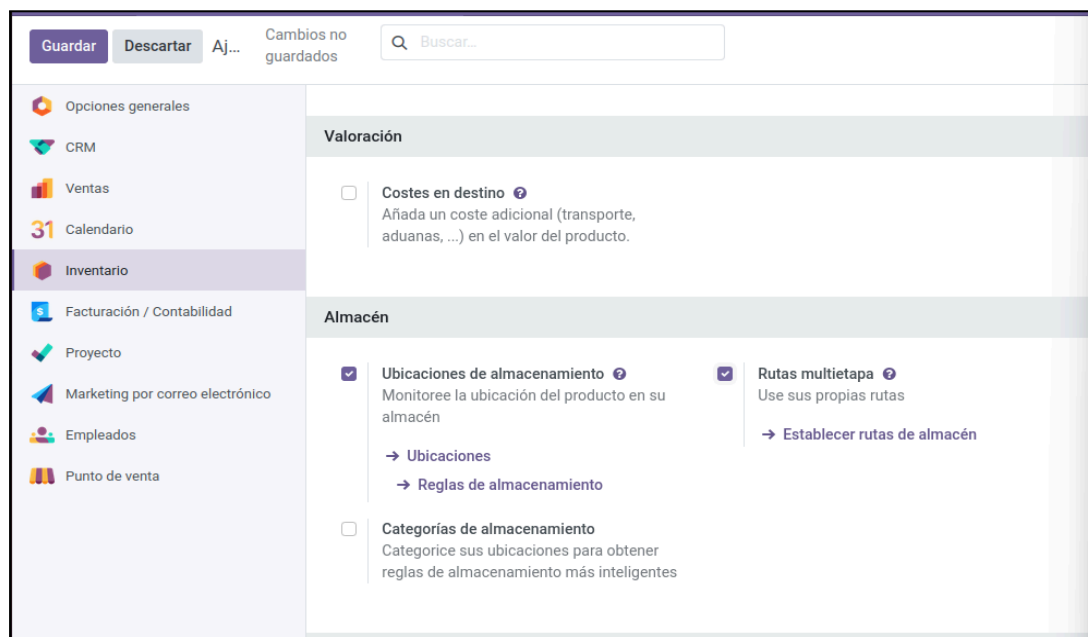 Guardar
Descartar
Aj...
Cambios no
guardados
Buscar...
Opciones generales
CRM
Ventas
31 Calendario
Inventario
$ Facturación / Contabilidad
Proyecto
Marketing por correo electrónico
Empleados
Punto de venta
Valoración
Costes en destino ?
Añada un coste adicional (transporte,
aduanas, ...) en el valor del producto.
Almacén
Ubicaciones de almacenamiento ?
Monitoree la ubicación del producto en su
almacén
→ Ubicaciones
→ Reglas de almacenamiento
Rutas multietapa ?
Use sus propias rutas
→ Establecer rutas de almacén
Categorías de almacenamiento
Categorice sus ubicaciones para obtener
reglas de almacenamiento más inteligentes